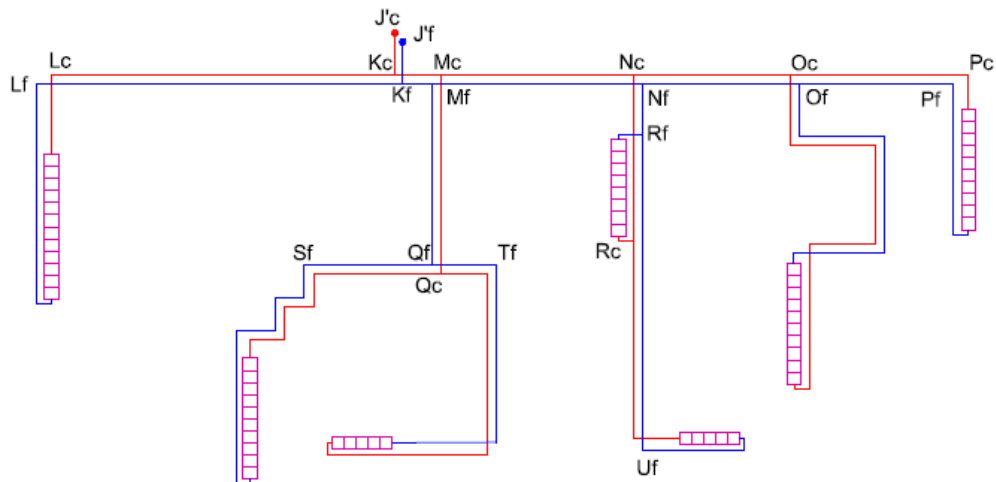 J'c
J'f
Lc Kc Mc Nc Oc Pc
Lf Kf Mf Nf Of Pf
Rf
Sf Qf Tf Rc
Qc
Uf